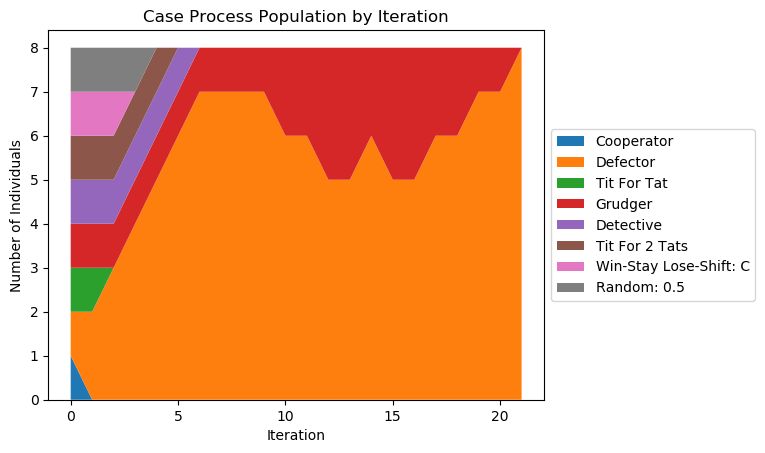 Case Process Population by Iteration
Number of Individuals
8
7
6
5
4
3
2
1
0
0 5 10 15 20
Iteration
Cooperator
Defector
Tit For Tat
Grudger
Detective
Tit For 2 Tats
Win-Stay Lose-Shift: C
Random: 0.5